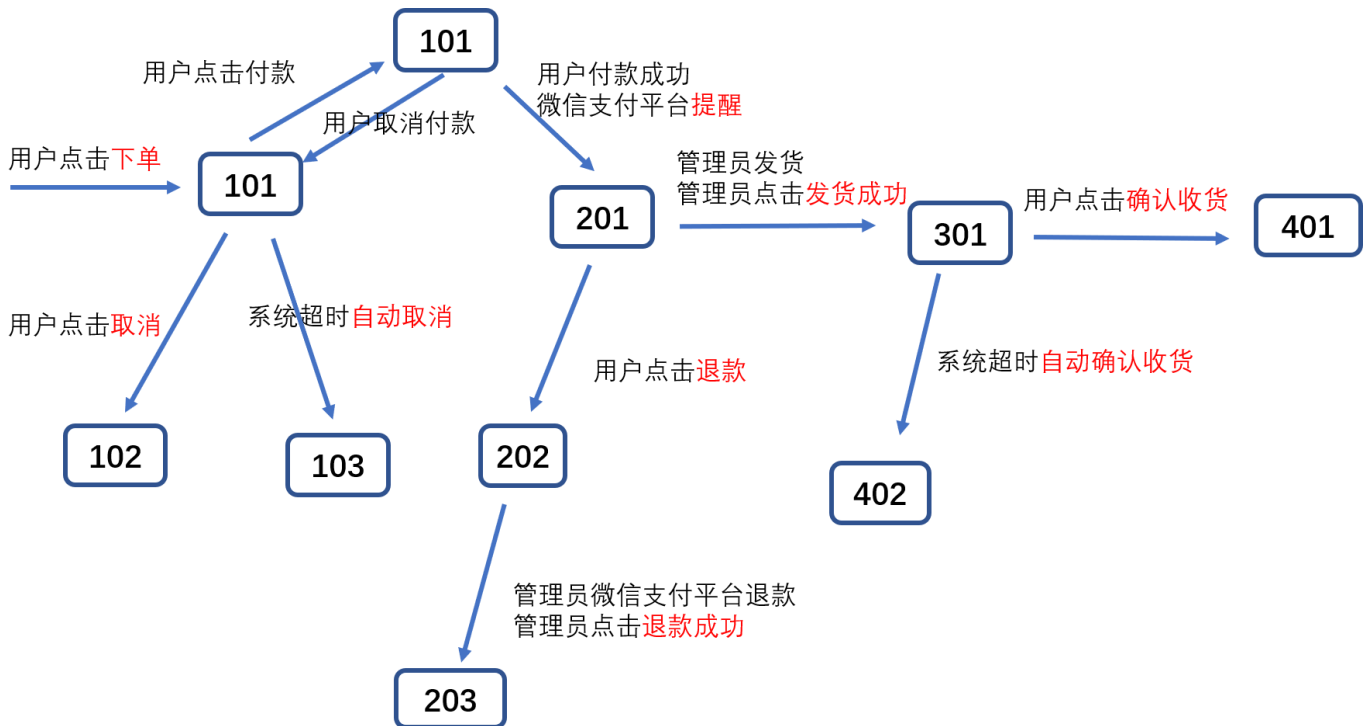 101
用户点击付款
用户付款成功
微信支付平台提醒
用户取消付款
用户点击下单
101
管理员发货
管理员点击发货成功
201
用户点击确认收货
301
401
用户点击取消
系统超时自动取消
用户点击退款
系统超时自动确认收货
102
103
202
402
管理员微信支付平台退款
管理员点击退款成功
203